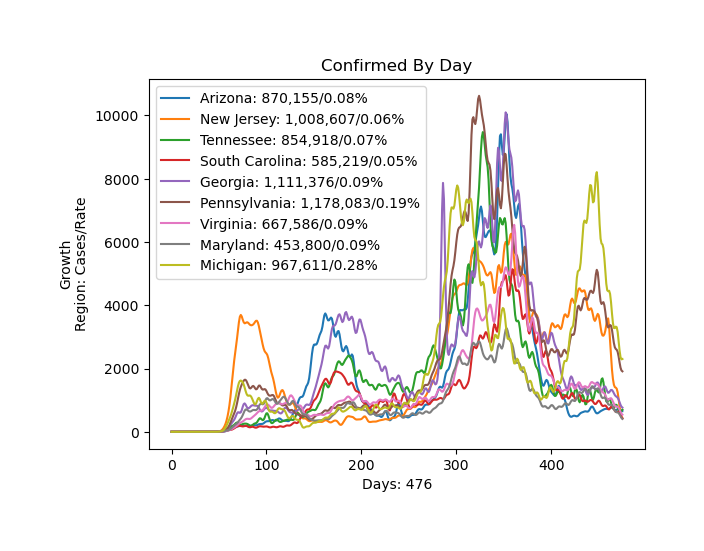 Confirmed By Day
Growth
Region: Cases/Rate
10000
8000
6000
4000
2000
0
Arizona: 870,155/0.08%
New Jersey: 1,008,607/0.06%
Tennessee: 854,918/0.07%
South Carolina: 585,219/0.05%
Georgia: 1,111,376/0.09%
Pennsylvania: 1,178,083/0.19%
Virginia: 667,586/0.09%
Maryland: 453,800/0.09%
Michigan: 967,611/0.28%
0 100 200 300 400
Days: 476